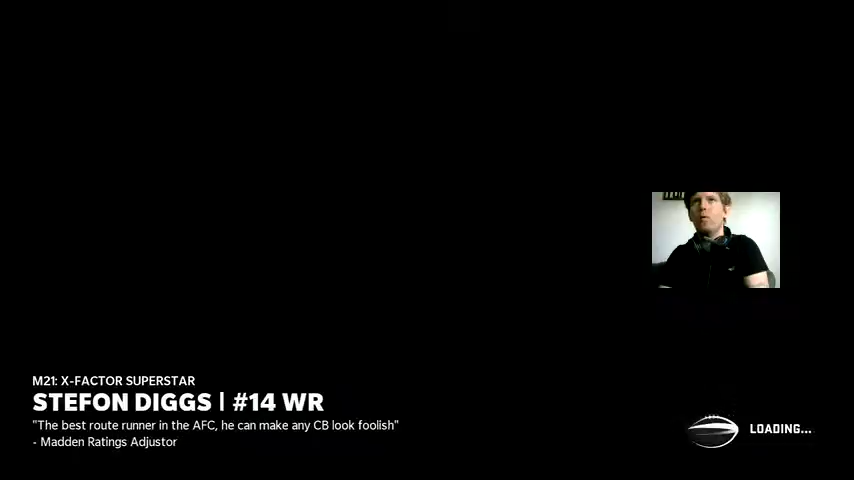 M21: X-FACTOR SUPERSTAR
STEFON DIGGS | #14 WR
"The best route runner in the AFC, he can make any CB look foolish"
- Madden Ratings Adjustor
LOADING...